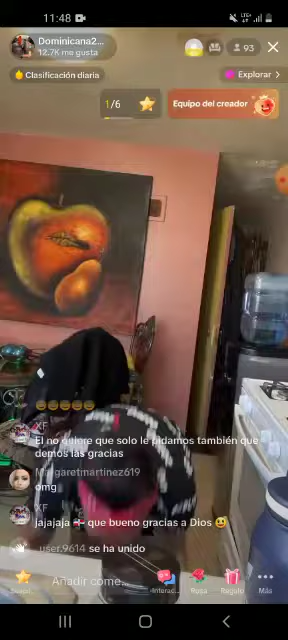 11:48
Dominicana2...
12.7K me gusta
93
Clasificación diaria
Explorar >
1/6
Equipo del creador
XF
El no quiere que solo le pidamos también que
demos las gracias
Margaretmartinez619
omg
XF
jajajaja 🇩🇴 que bueno gracias a Dios 😃
user.9614 se ha unido
Añadir come...
Interac...
Rosa
Regalo
Más